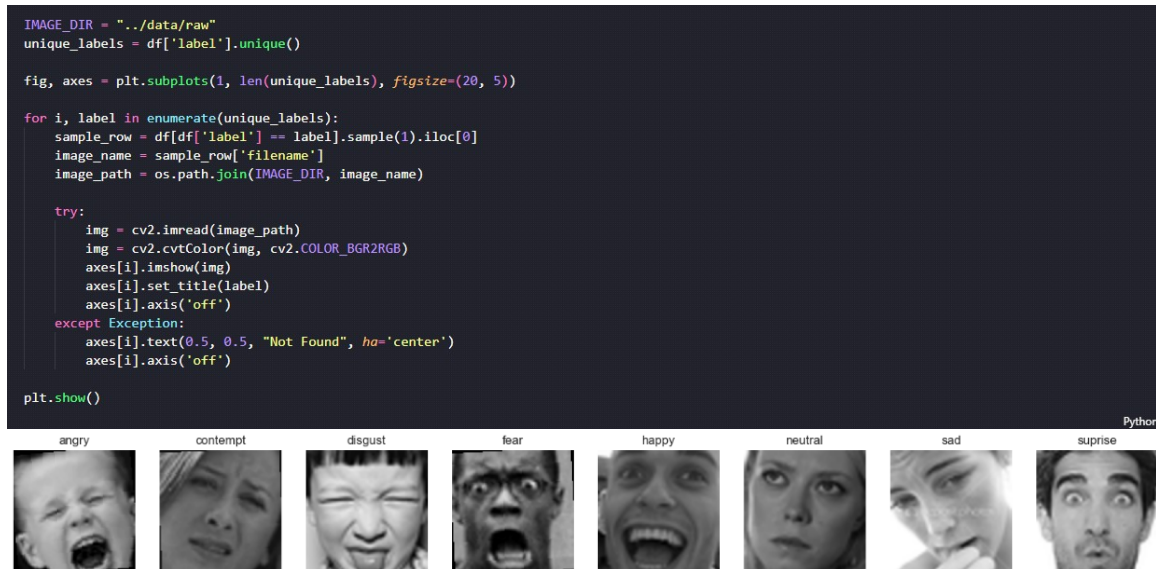 IMAGE_DIR = "../data/raw"
unique_labels = df['label'].unique()
fig, axes = plt.subplots(1, len(unique_labels), figsize=(20, 5))
for i, label in enumerate(unique_labels):
    sample_row = df[df['label'] == label].sample(1).iloc[0]
    image_name = sample_row['filename']
    image_path = os.path.join(IMAGE_DIR, image_name)
    try:
        img = cv2.imread(image_path)
        img = cv2.cvtColor(img, cv2.COLOR_BGR2RGB)
        axes[i].imshow(img)
        axes[i].set_title(label)
        axes[i].axis('off')
    except Exception:
        axes[i].text(0.5, 0.5, "Not Found", ha='center')
        axes[i].axis('off')
plt.show()
Python
angry contempt disgust fear happy neutral sad suprise